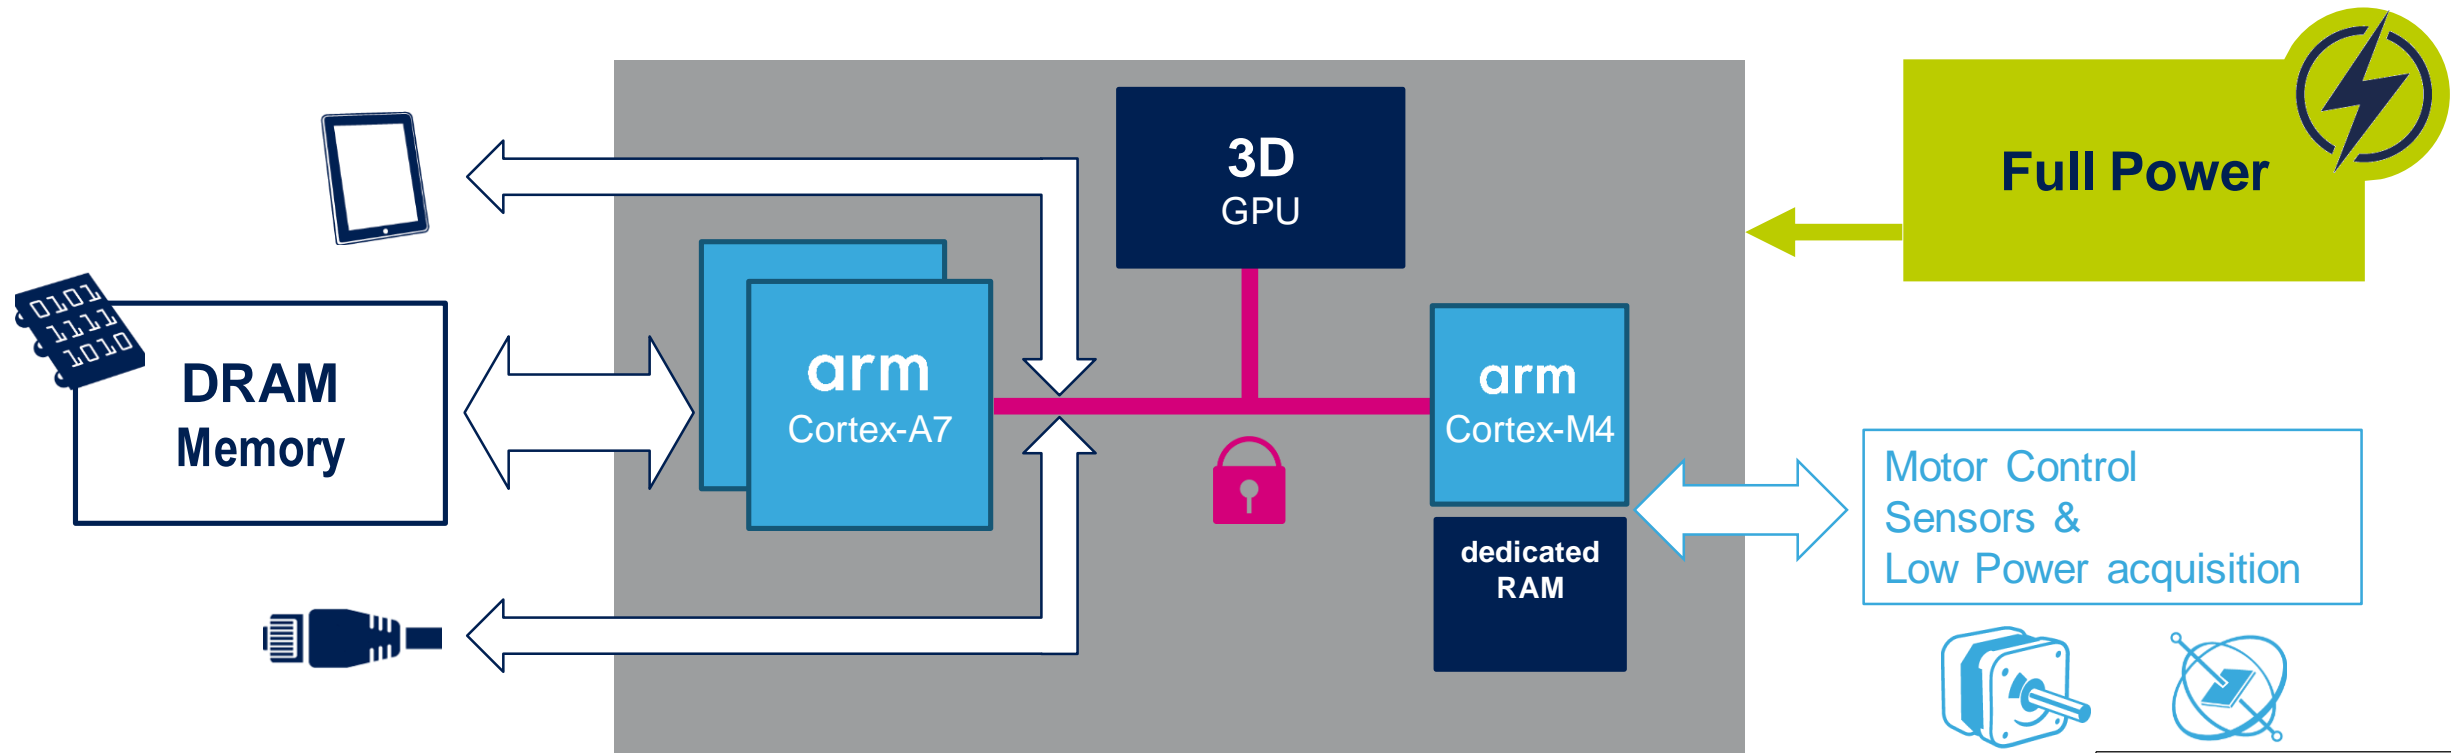 3D
GPU
Full Power
0101
1111
1010
DRAM
Memory
arm
Cortex-A7
arm
Cortex-M4
dedicated
RAM
Motor Control
Sensors &
Low Power acquisition